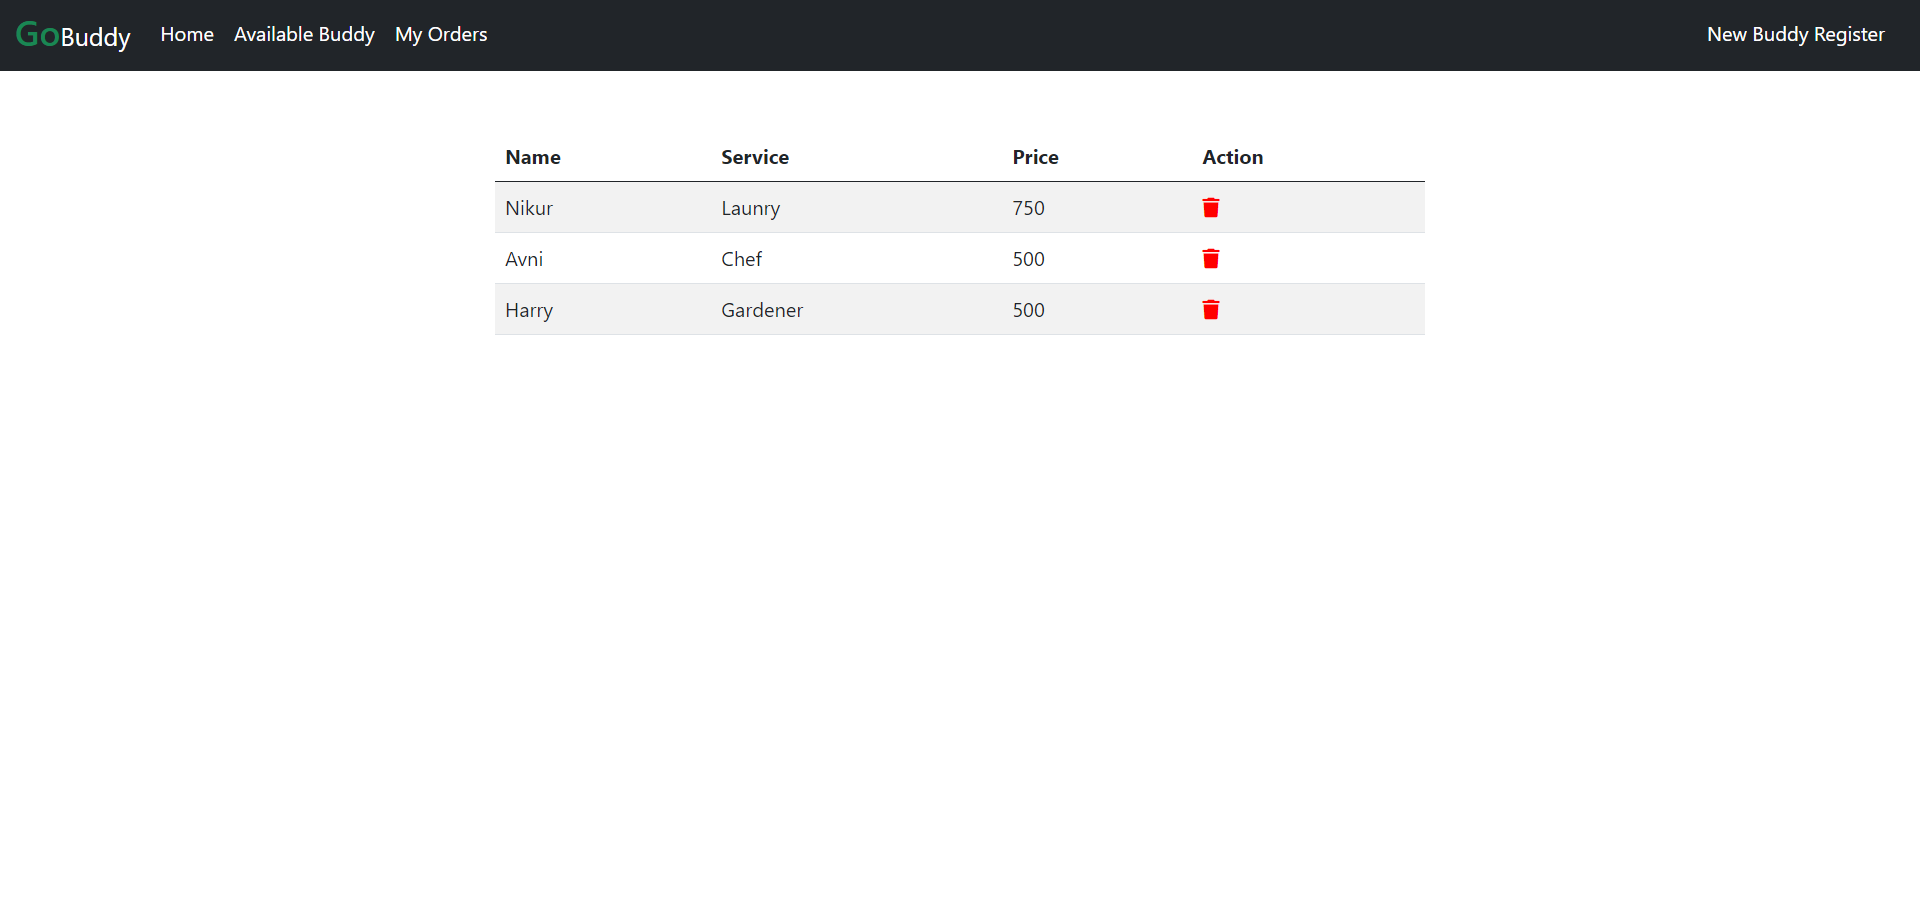 GoBuddy Home Available Buddy My Orders New Buddy Register
Name Service Price Action
Nikur Launry 750
Avni Chef 500
Harry Gardener 500